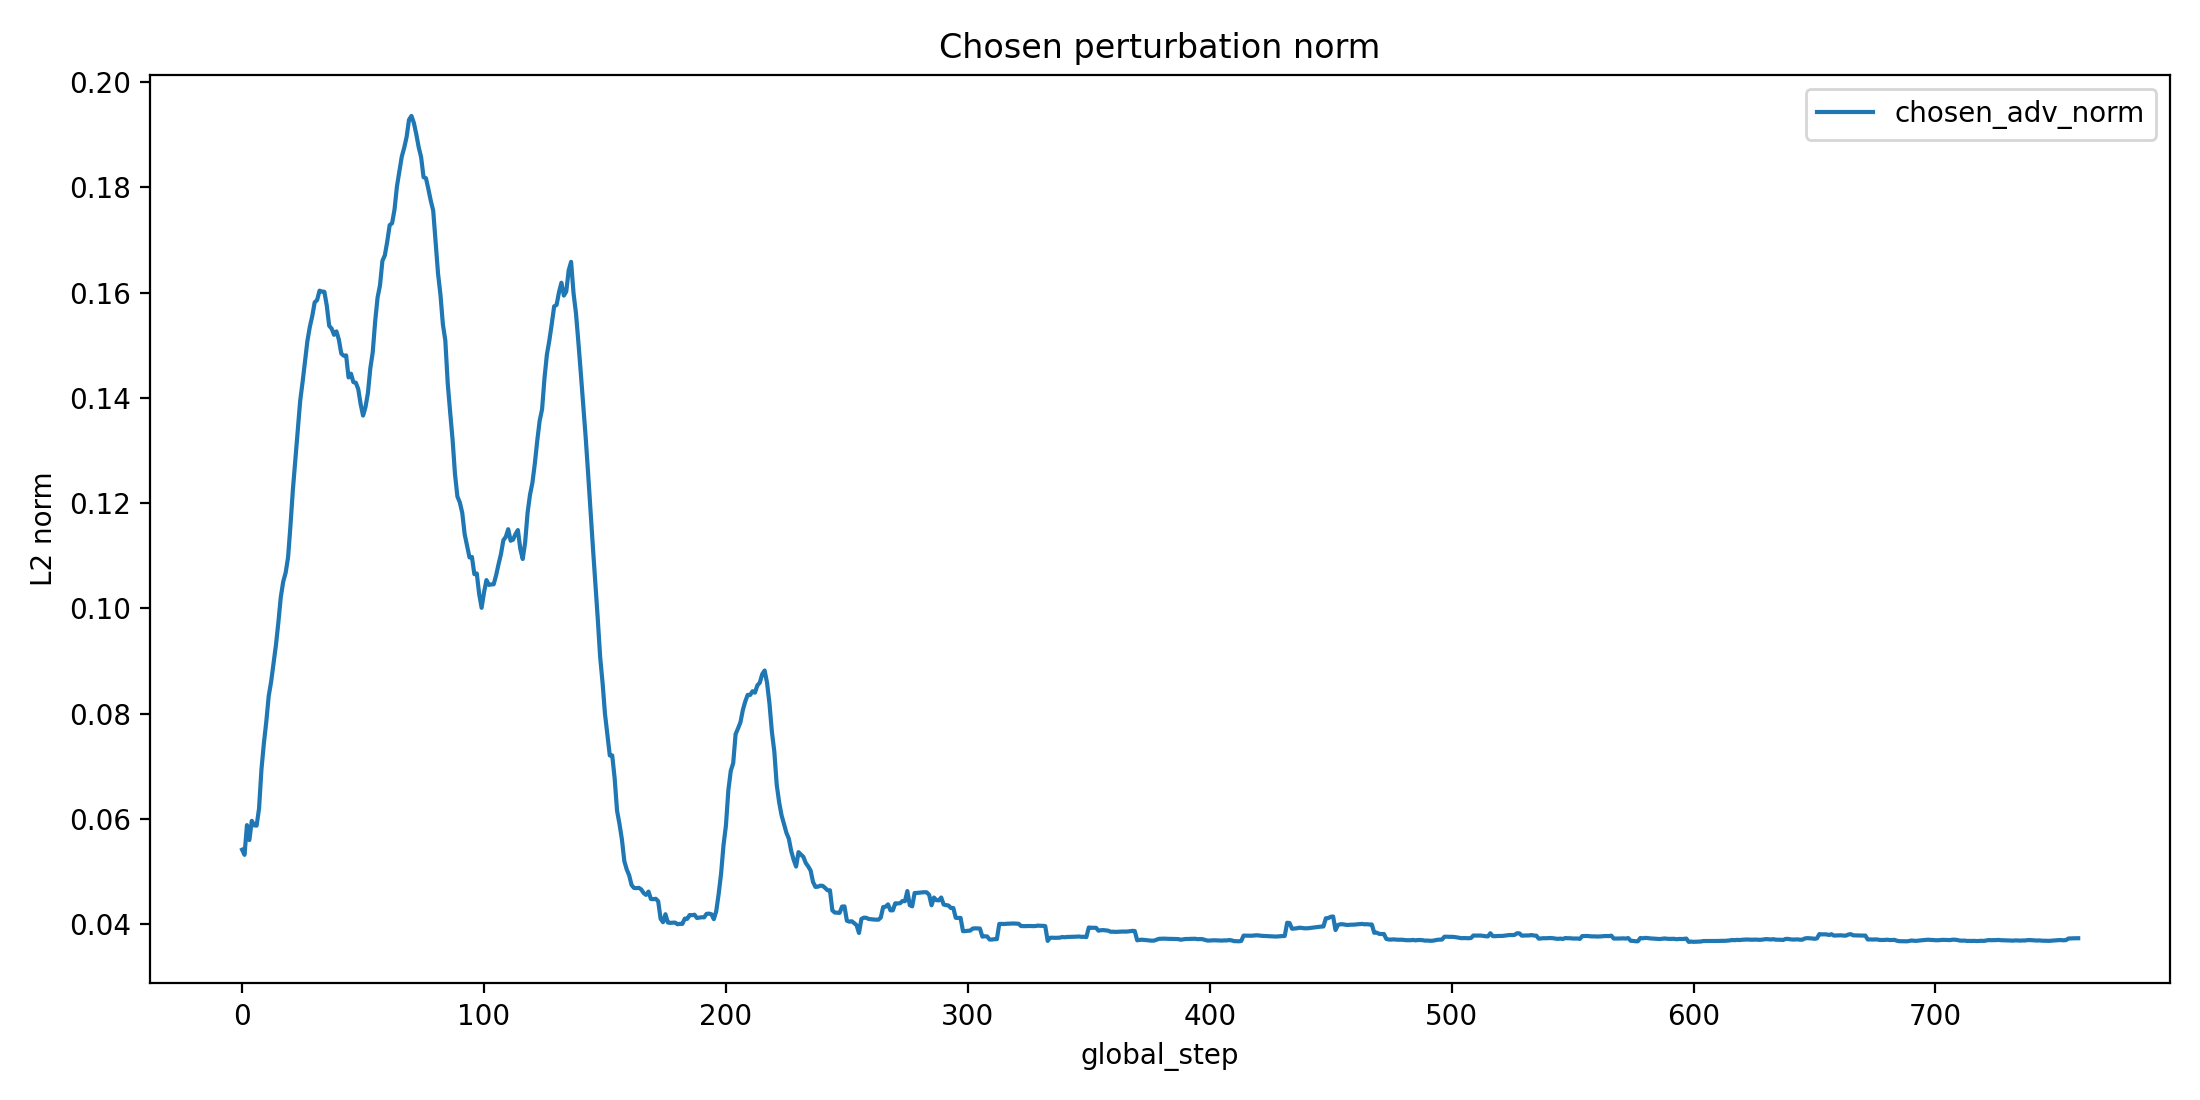 Chosen perturbation norm
chosen_adv_norm
L2 norm
0.20
0.18
0.16
0.14
0.12
0.10
0.08
0.06
0.04
0 100 200 300 400 500 600 700
global_step